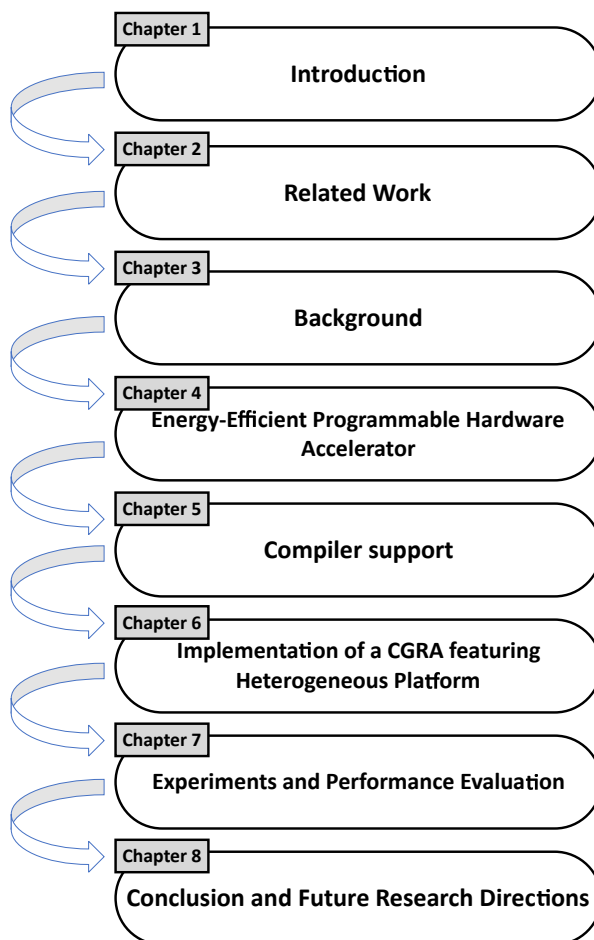 Chapter 1
Introduction
Chapter 2
Related Work
Chapter 3
Background
Chapter 4
Energy-Efficient Programmable Hardware
Accelerator
Chapter 5
Compiler support
Chapter 6
Implementation of a CGRA featuring
Heterogeneous Platform
Chapter 7
Experiments and Performance Evaluation
Chapter 8
Conclusion and Future Research Directions